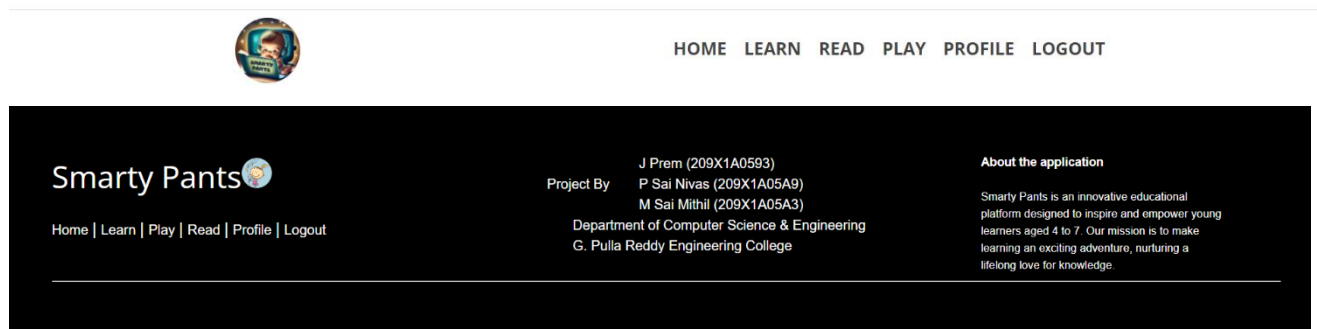 SMARTY
PANTS
HOME LEARN READ PLAY PROFILE LOGOUT
Smarty Pants
Home | Learn | Play | Read | Profile | Logout
Project By
J Prem (209X1A0593)
P Sai Nivas (209X1A05A9)
M Sai Mithil (209X1A05A3)
Department of Computer Science & Engineering
G. Pulla Reddy Engineering College
About the application
Smarty Pants is an innovative educational
platform designed to inspire and empower young
learners aged 4 to 7. Our mission is to make
learning an exciting adventure, nurturing a
lifelong love for knowledge.